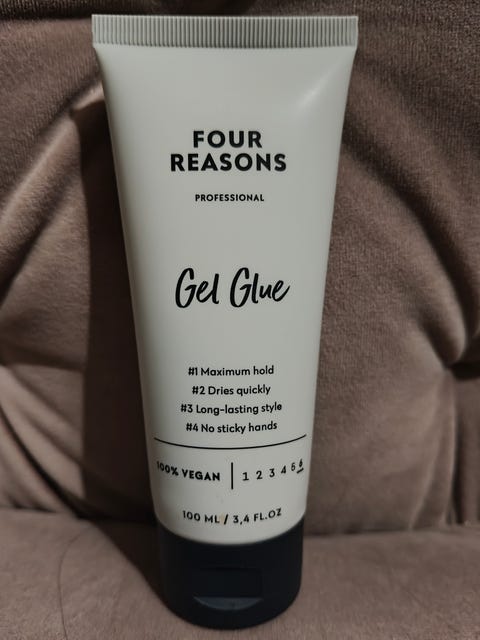 FOUR
REASONS
PROFESSIONAL
Gel Glue
#1 Maximum hold
#2 Dries quickly
#3 Long-lasting style
#4 No sticky hands
100% VEGAN | 1 2 3 4 5 6
100 ML / 3,4 FL.OZ